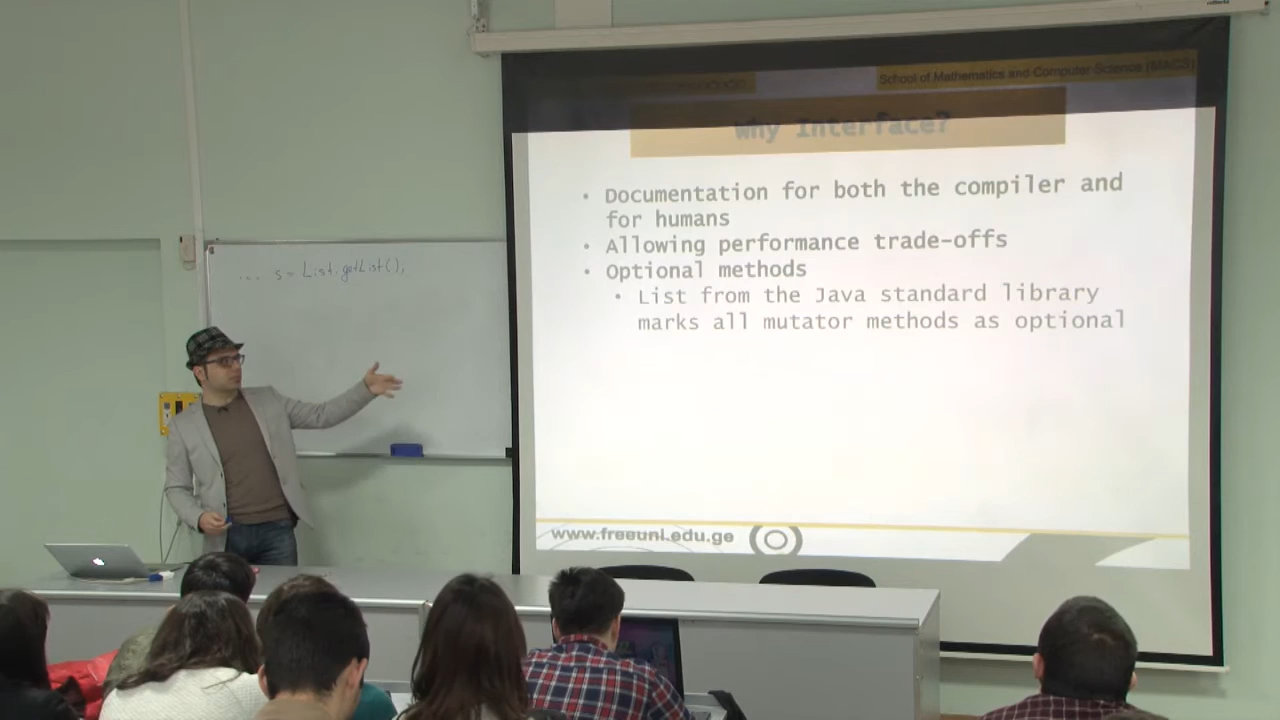 School of Mathematics and Computer Science (MACS)
Why Interface?
• Documentation for both the compiler and
for humans
• Allowing performance trade-offs
• Optional methods
• List from the Java standard library
marks all mutator methods as optional
www.freeuni.edu.ge
... s = List.getList();